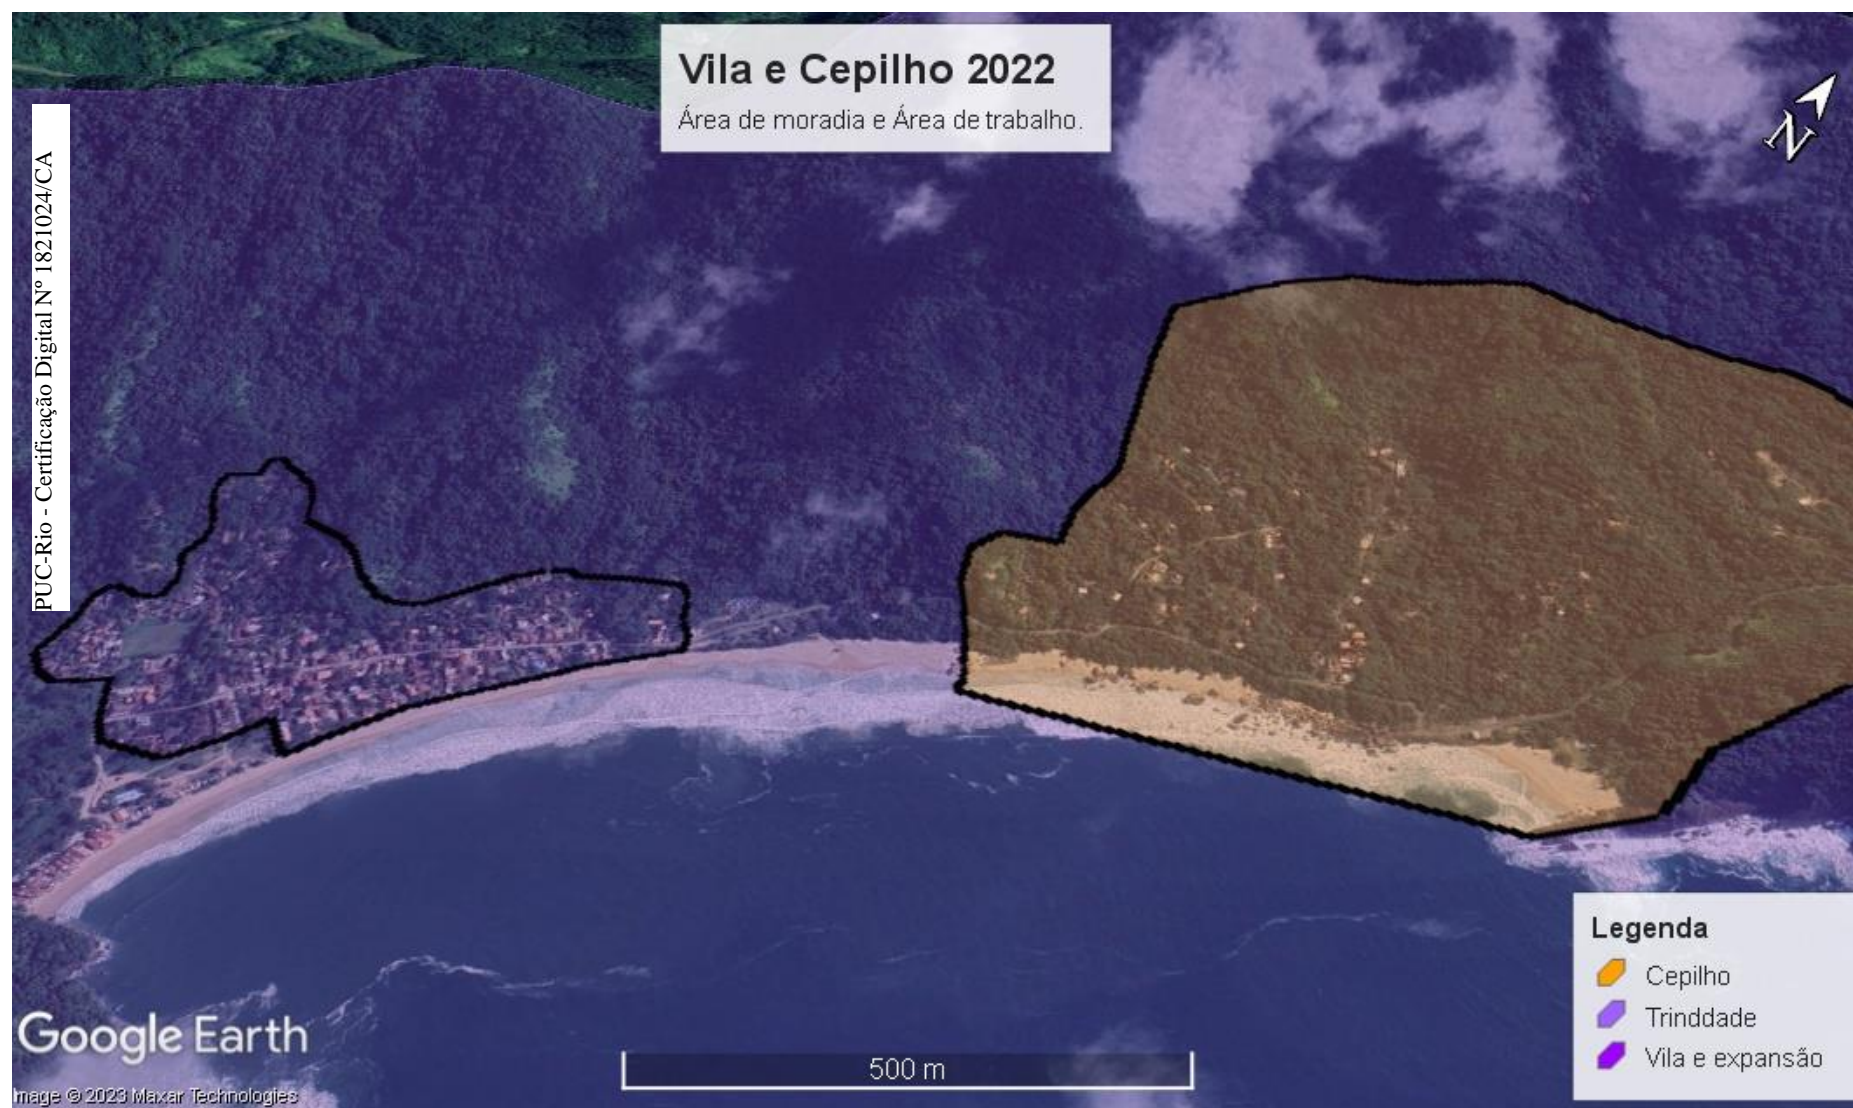 Vila e Cepilho 2022
Área de moradia e Área de trabalho.
N
PUC-Rio - Certificação Digital Nº 1821024/CA
Legenda
Cepilho
Trinddade
Vila e expansão
Google Earth
500 m
mage © 2023 Maxar Technologies